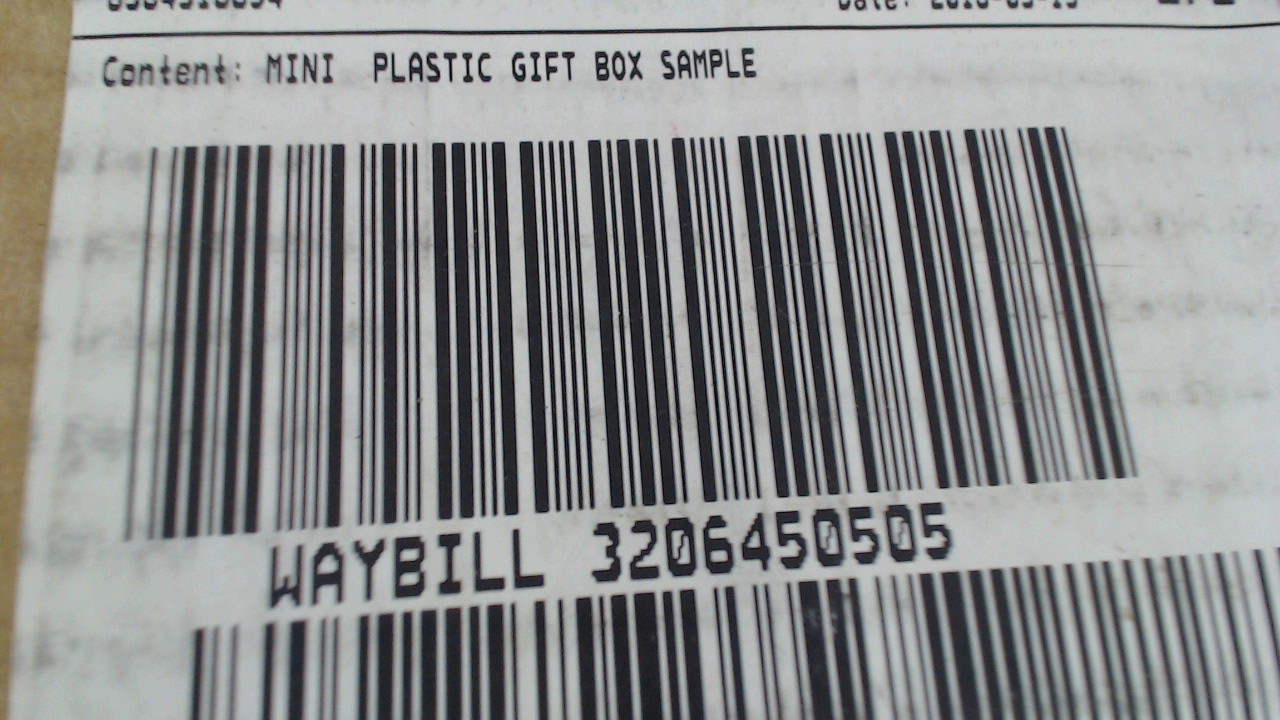 Content: MINI PLASTIC GIFT BOX SAMPLE
WAYBILL 3206450505